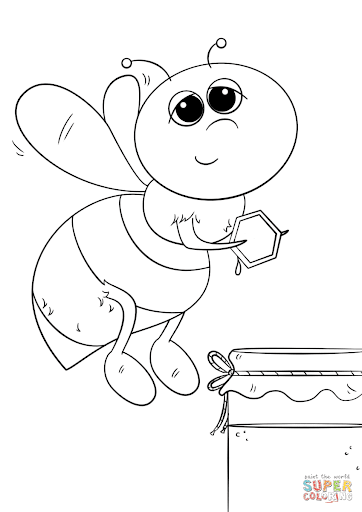 paint the world
SUPER
COLORING